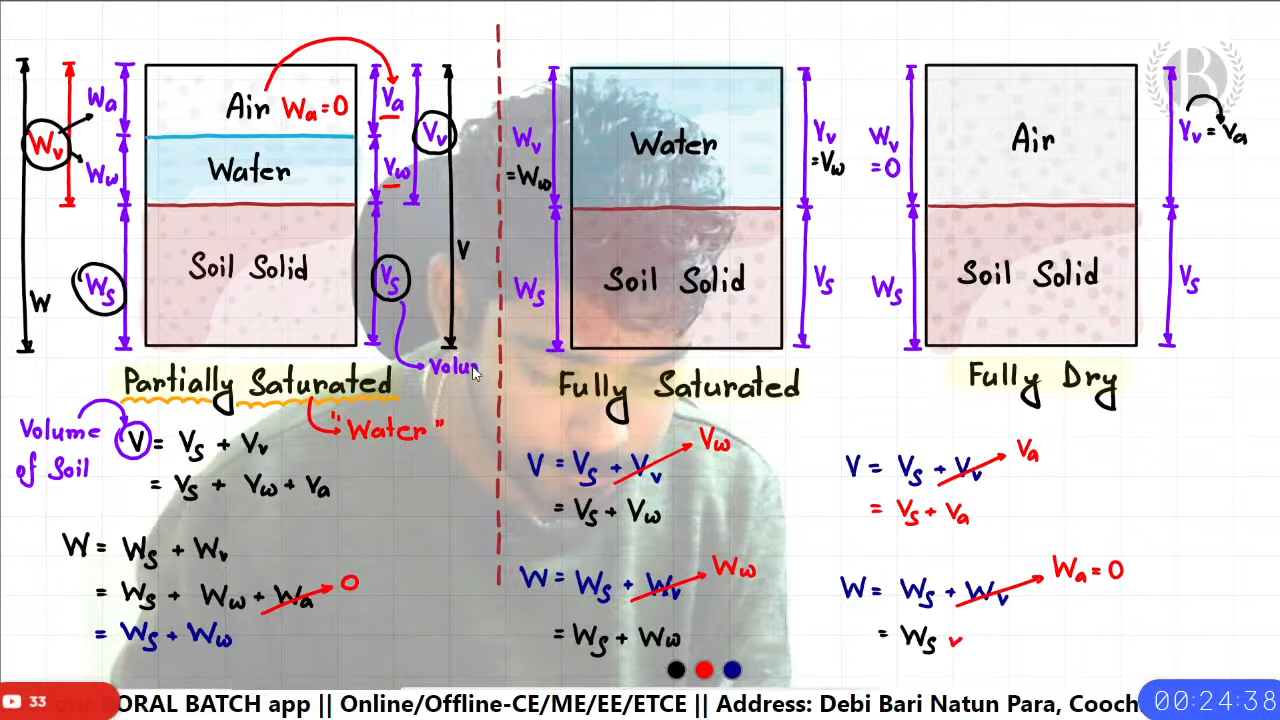 Air Wa=0
Water
Soil Solid
Wa
Wv
Ww
Ws
W
Va
Vw
Vv
Vs
V
Partially Saturated
"Water"
Volume
of Soil
V = Vs + Vv
= Vs + Vw + Va
W = Ws + Wv
= Ws + Ww + Wa 0
= Ws + Ww
Water
Soil Solid
Wv
= Ww
Ws
Vv
= Vw
Vs
Fully Saturated
V = Vs + Vv Vw
= Vs + Vw
W = Ws + Wv Ww
= Ws + Ww
Air
Soil Solid
Wv
= 0
Ws
Vv = Va
Vs
Fully Dry
V = Vs + Vv Va
= Vs + Va
W = Ws + Wv Wa = 0
= Ws
B
33
ORAL BATCH app || Online/Offline-CE/ME/EE/ETCE || Address: Debi Bari Natun Para, Cooch
00:24:38